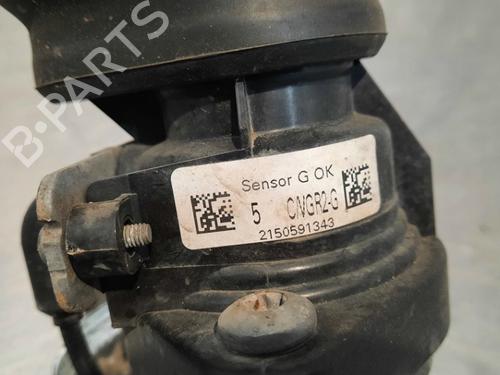 B-PARTS
Sensor G OK
5 CNGR2-G
2150591343